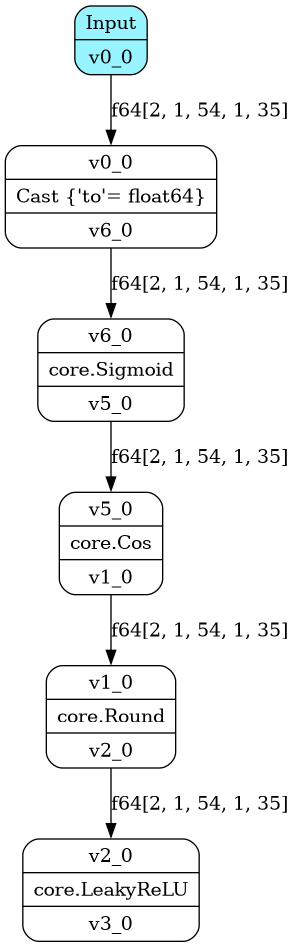 Input
v0_0
f64[2, 1, 54, 1, 35]
v0_0
Cast {'to'= float64}
v6_0
f64[2, 1, 54, 1, 35]
v6_0
core.Sigmoid
v5_0
f64[2, 1, 54, 1, 35]
v5_0
core.Cos
v1_0
f64[2, 1, 54, 1, 35]
v1_0
core.Round
v2_0
f64[2, 1, 54, 1, 35]
v2_0
core.LeakyReLU
v3_0